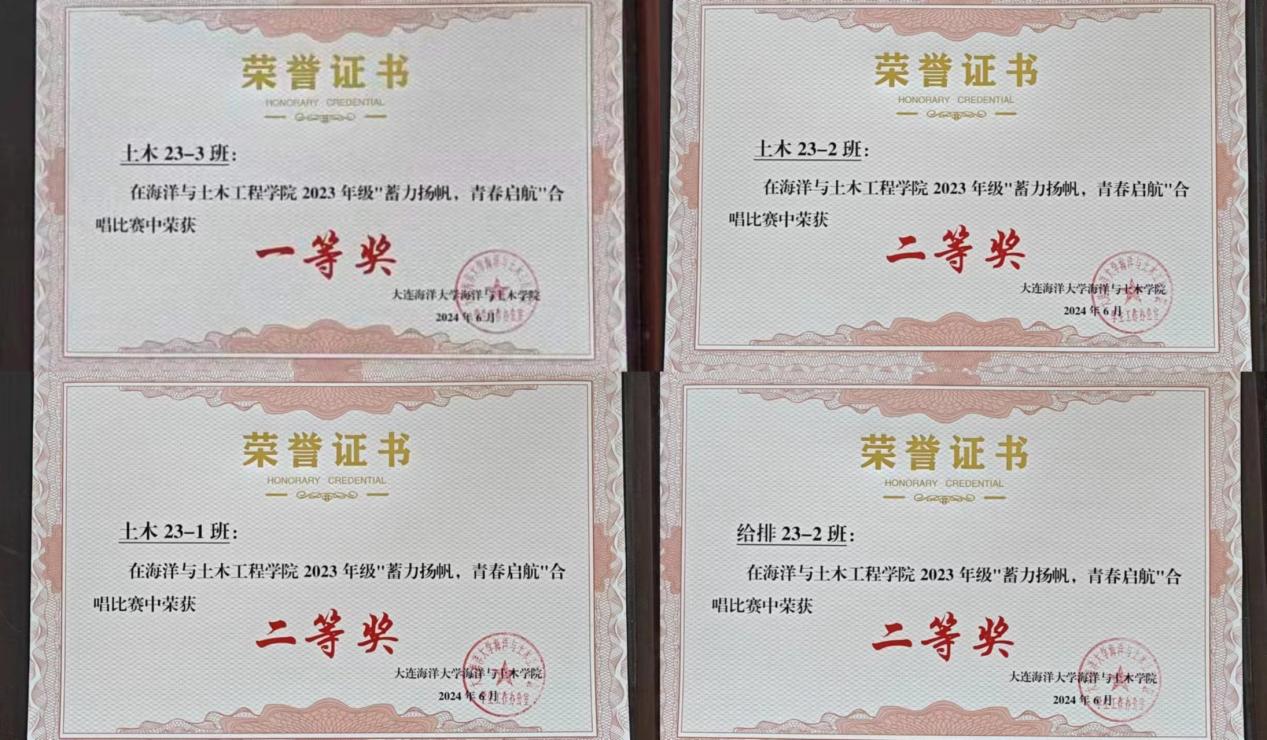 荣誉证书
HONORARY CREDENTIAL
土木 23-3 班：
在海洋与土木工程学院 2023 年级"蓄力扬帆，青春启航"合
唱比赛中荣获
一等奖
大连海洋大学海洋与土木学院
2024 年 6 月
荣誉证书
HONORARY CREDENTIAL
土木 23-2 班：
在海洋与土木工程学院 2023 年级"蓄力扬帆，青春启航"合
唱比赛中荣获
二等奖
大连海洋大学海洋与土木学院
2024 年 6 月
荣誉证书
HONORARY CREDENTIAL
土木 23-1 班：
在海洋与土木工程学院 2023 年级"蓄力扬帆，青春启航"合
唱比赛中荣获
二等奖
大连海洋大学海洋与土木学院
2024 年 6 月
荣誉证书
HONORARY CREDENTIAL
给排 23-2 班：
在海洋与土木工程学院 2023 年级"蓄力扬帆，青春启航"合
唱比赛中荣获
二等奖
大连海洋大学海洋与土木学院
2024 年 6 月